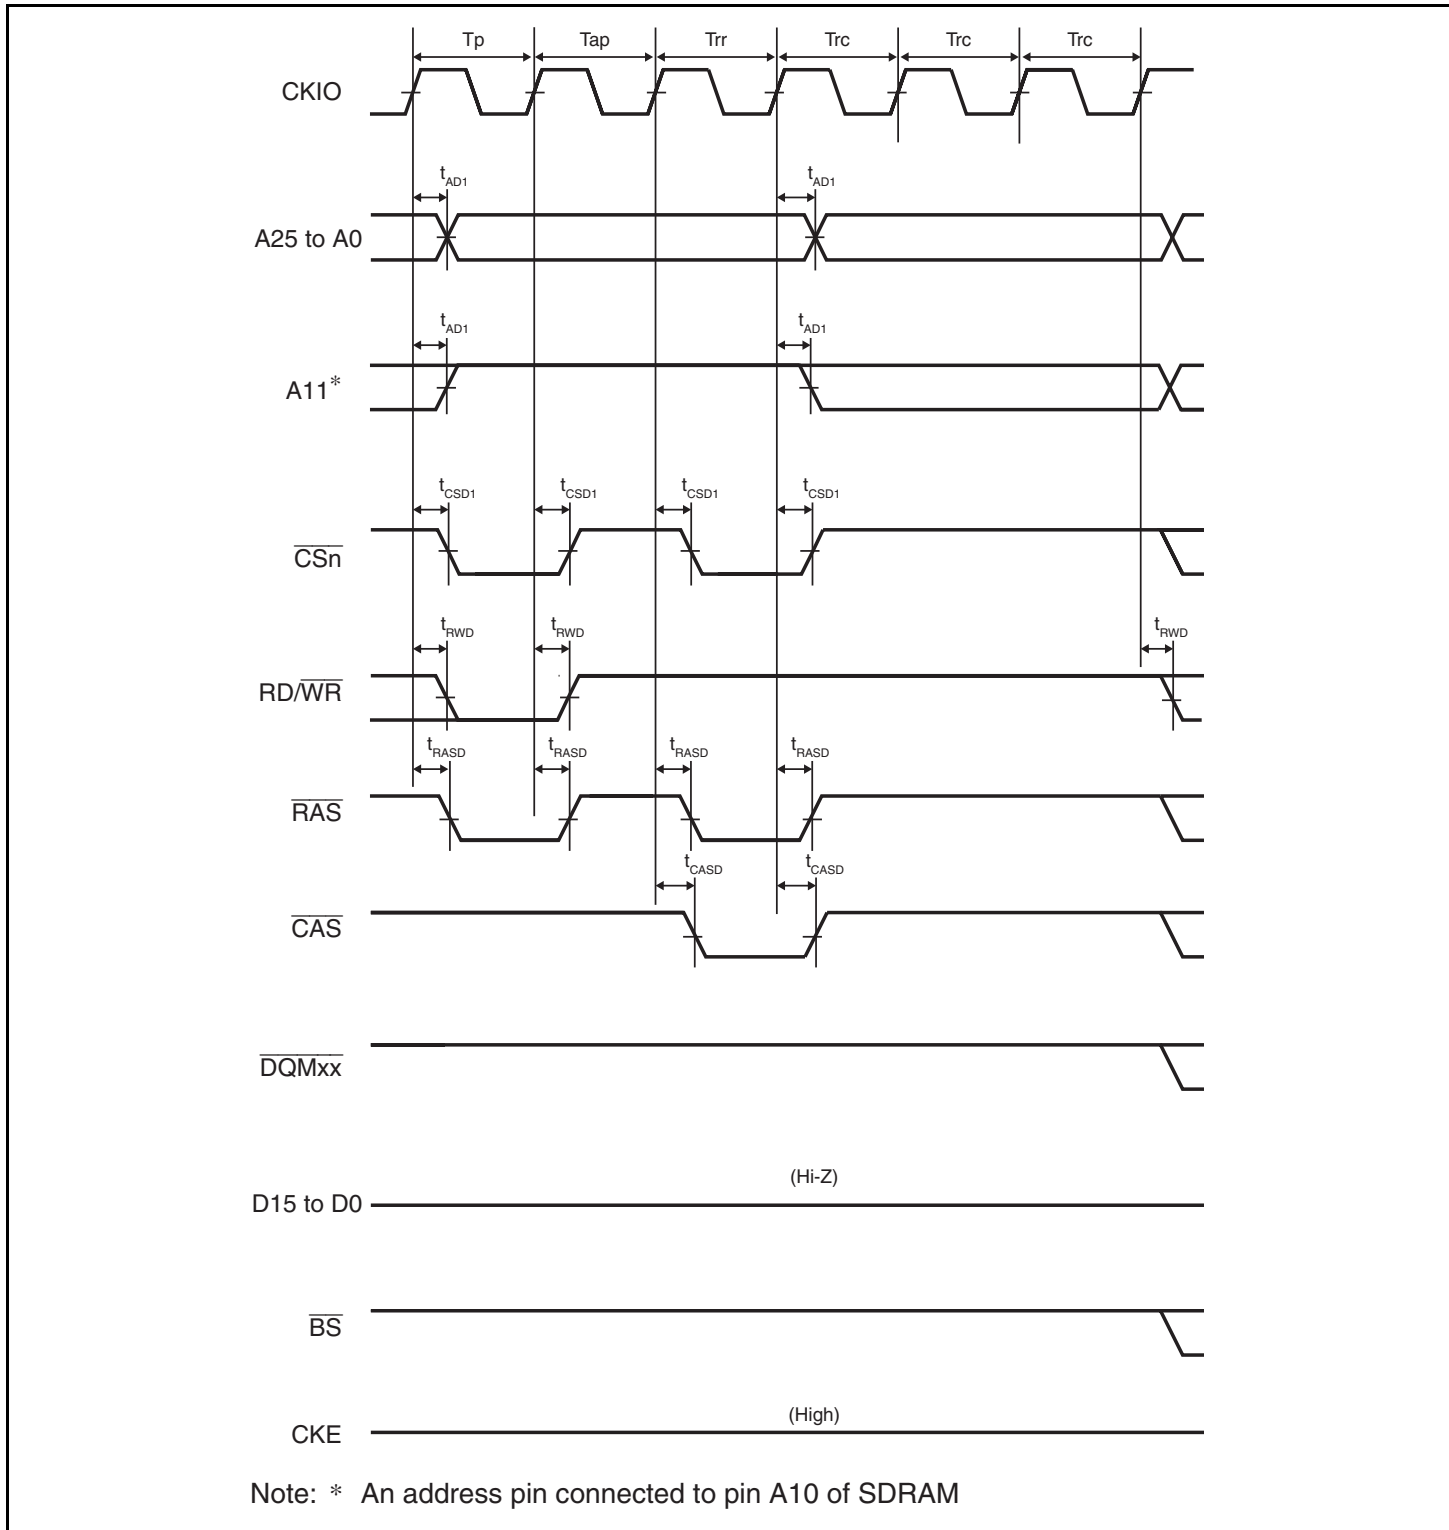 Tp Tap Trr Trc Trc Trc
CKIO
tAD1 tAD1
A25 to A0
tAD1 tAD1
A11*
tCSD1 tCSD1 tCSD1 tCSD1
CSn
tRWD tRWD tRWD
RD/WR
tRASD tRASD tRASD tRASD
RAS
tCASD tCASD
CAS
DQMxx
(Hi-Z)
D15 to D0
BS
(High)
CKE
Note: * An address pin connected to pin A10 of SDRAM